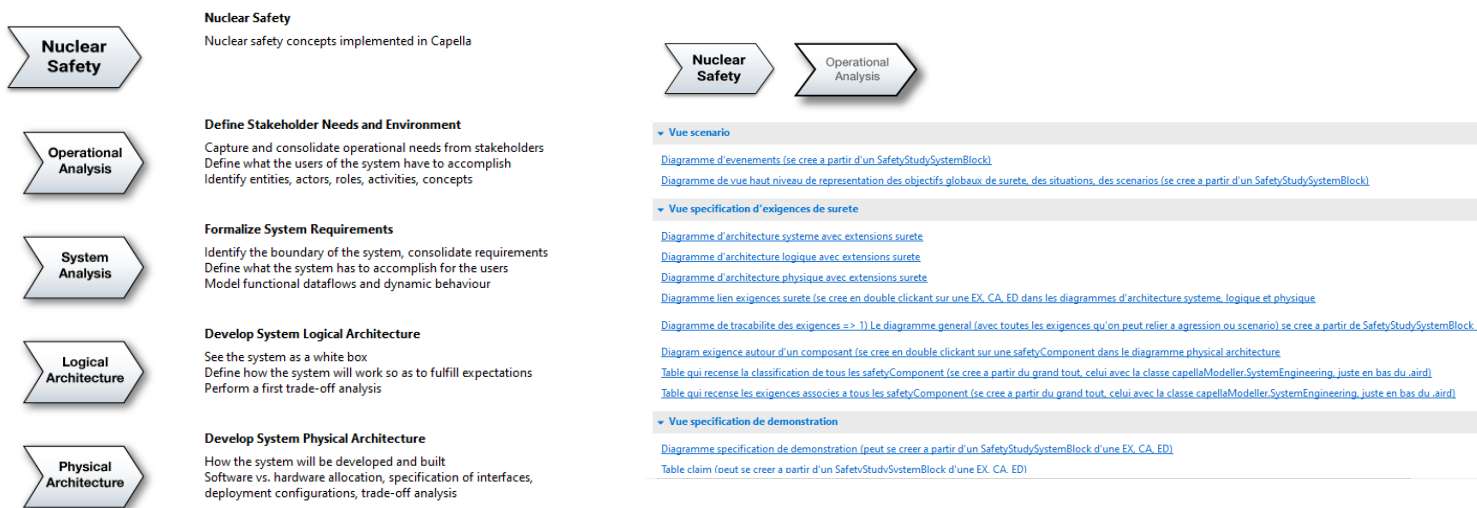 Nuclear
Safety
Nuclear Safety
Nuclear safety concepts implemented in Capella
Operational
Analysis
Define Stakeholder Needs and Environment
Capture and consolidate operational needs from stakeholders
Define what the users of the system have to accomplish
Identify entities, actors, roles, activities, concepts
System
Analysis
Formalize System Requirements
Identify the boundary of the system, consolidate requirements
Define what the system has to accomplish for the users
Model functional dataflows and dynamic behaviour
Logical
Architecture
Develop System Logical Architecture
See the system as a white box
Define how the system will work so as to fulfill expectations
Perform a first trade-off analysis
Physical
Architecture
Develop System Physical Architecture
How the system will be developed and built
Software vs. hardware allocation, specification of interfaces,
deployment configurations, trade-off analysis
Nuclear
Safety
Operational
Analysis
Vue scenario
Diagramme d'evenements (se cree a partir d'un SafetyStudySystemBlock)
Diagramme de vue haut niveau de representation des objectifs globaux de surete, des situations, des scenarios (se cree a partir d'un SafetyStudySystemBlock)
Vue specification d'exigences de surete
Diagramme d'architecture systeme avec extensions surete
Diagramme d'architecture logique avec extensions surete
Diagramme d'architecture physique avec extensions surete
Diagramme lien exigences surete (se cree en double clickant sur une EX, CA, ED dans les diagrammes d'architecture systeme, logique et physique
Diagramme de tracabilite des exigences => 1) Le diagramme general (avec toutes les exigences qu'on peut relier a agression ou scenario) se cree a partir de SafetyStudySystemBlock
Diagram exigence autour d'un composant (se cree en double clickant sur une safetyComponent dans le diagramme physical architecture
Table qui recense la classification de tous les safetyComponent (se cree a partir du grand tout, celui avec la classe capellaModeller.SystemEngineering, juste en bas du .aird)
Table qui recense les exigences associes a tous les safetyComponent (se cree a partir du grand tout, celui avec la classe capellaModeller.SystemEngineering, juste en bas du .aird)
Vue specification de demonstration
Diagramme specification de demonstration (peut se creer a partir d'un SafetyStudySystemBlock d'une EX, CA, ED)
Table claim (peut se creer a partir d'un SafetyStudySystemBlock d'une EX, CA, ED)